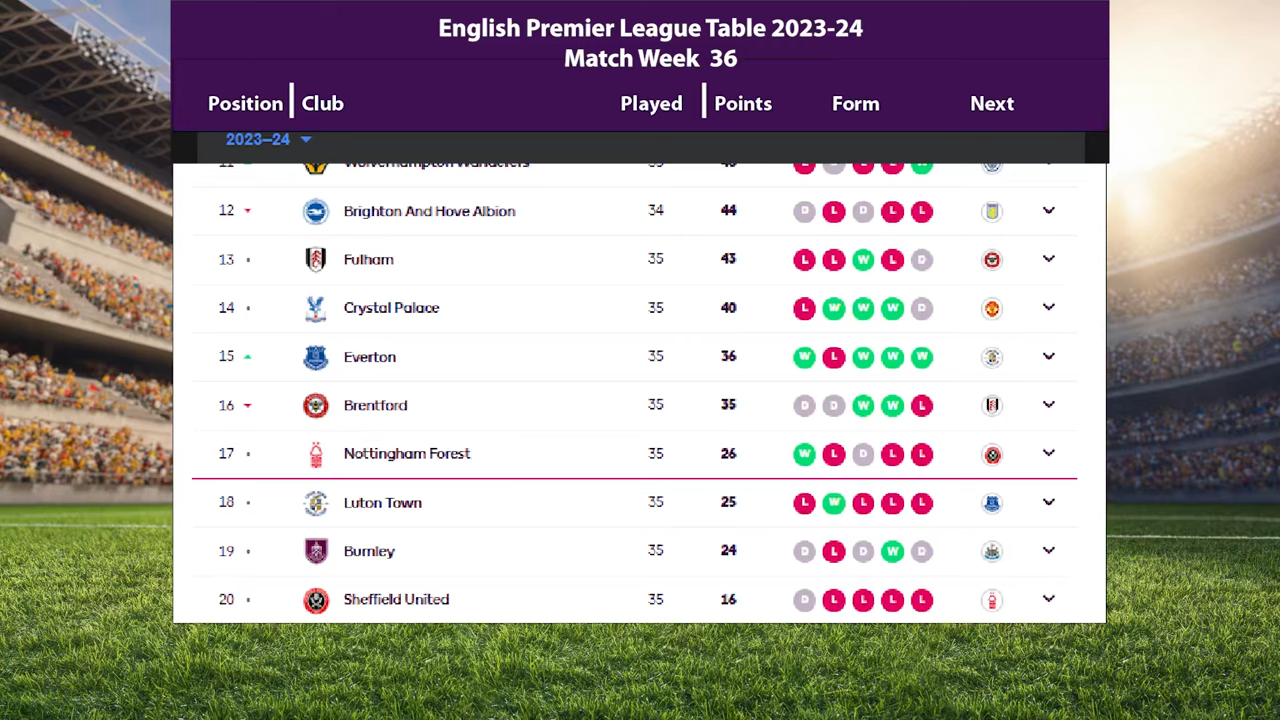 English Premier League Table 2023-24
Match Week 36
Position Club Played Points Form Next
2023–24
Wolverhampton Wanderers
12 Brighton And Hove Albion 34 44 D L D L L
13 Fulham 35 43 L L W L D
14 Crystal Palace 35 40 L W W W D
15 Everton 35 36 W L W W W
16 Brentford 35 35 D D W W L
17 Nottingham Forest 35 26 W L D L L
18 Luton Town 35 25 L W L L L
19 Burnley 35 24 D L D W D
20 Sheffield United 35 16 D L L L L